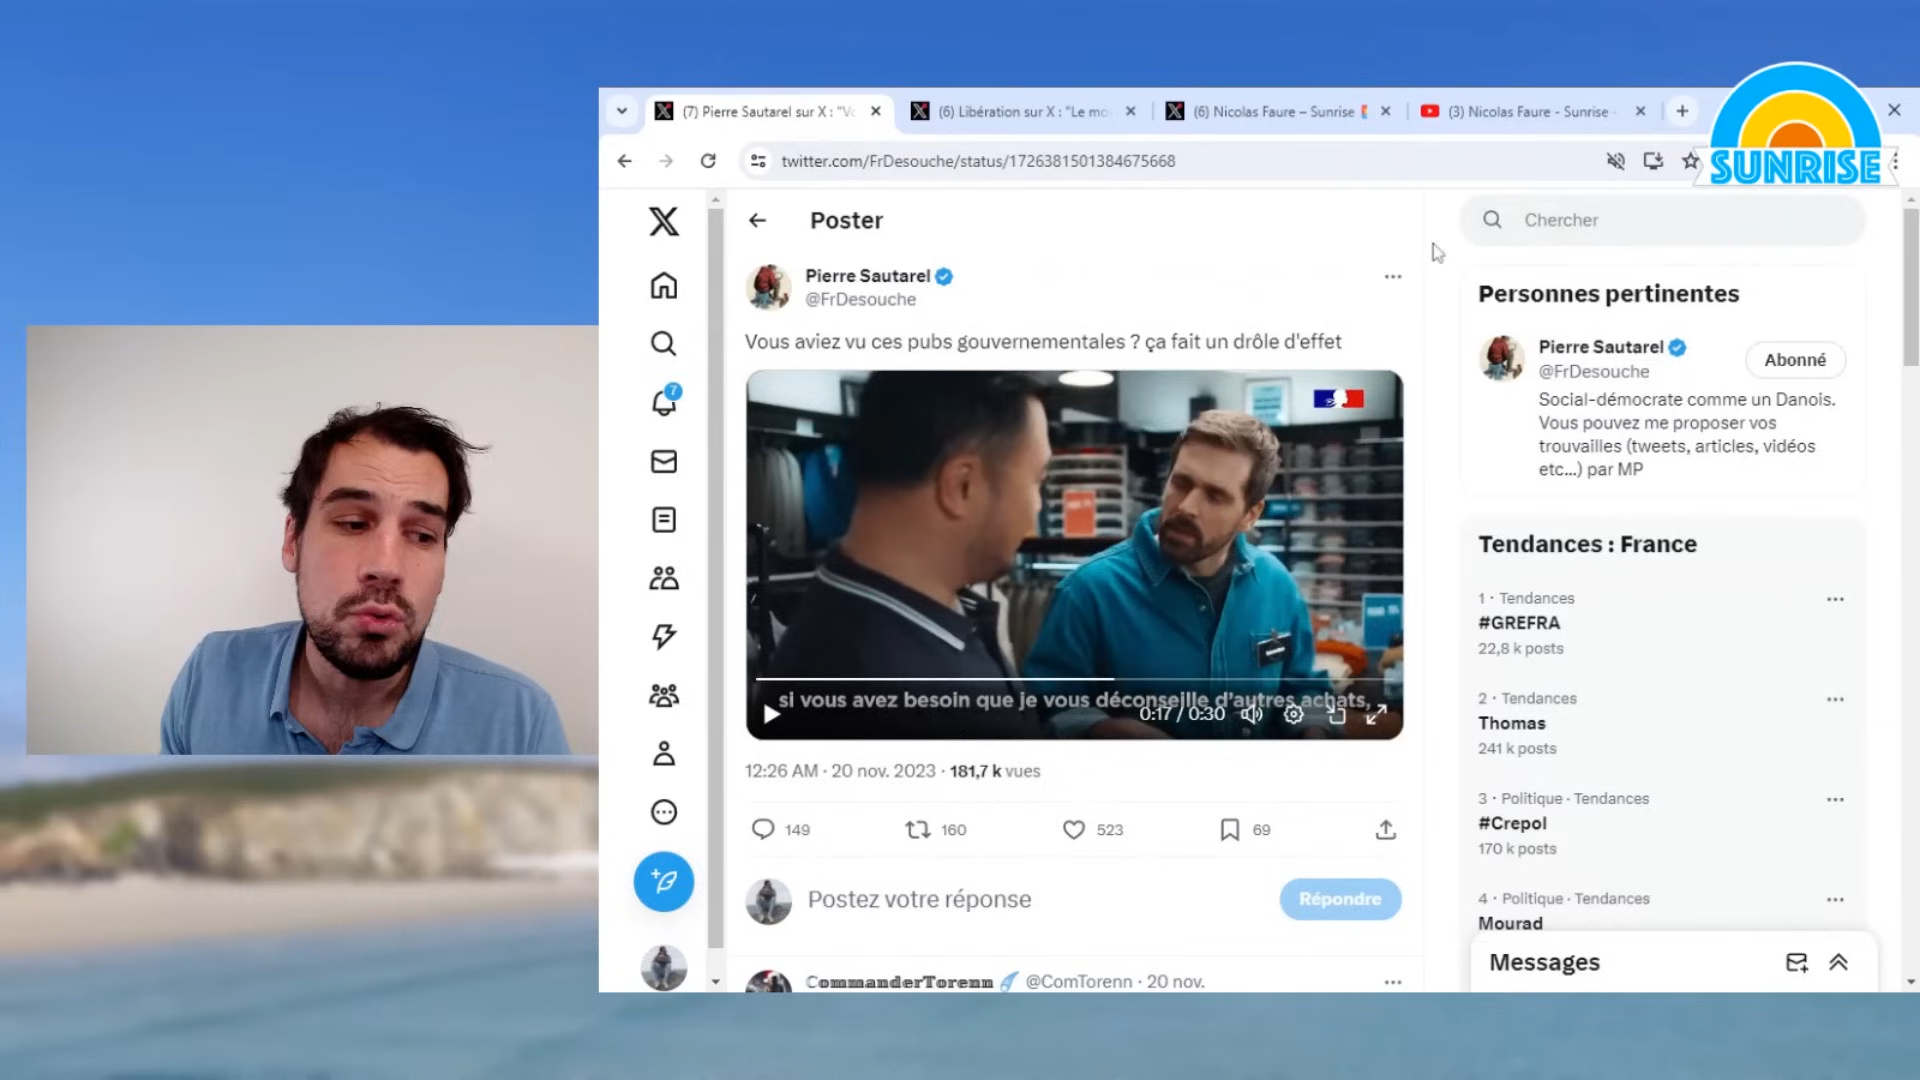 SUNRISE
(7) Pierre Sautarel sur X : "Vo
(6) Libération sur X : "Le mo
(6) Nicolas Faure – Sunrise
(3) Nicolas Faure - Sunrise -
twitter.com/FrDesouche/status/1726381501384675668
Poster
Chercher
Pierre Sautarel
@FrDesouche
Vous aviez vu ces pubs gouvernementales ? ça fait un drôle d'effet
si vous avez besoin que je vous déconseille d'autres achats,
0:17 / 0:30
12:26 AM · 20 nov. 2023 · 181,7 k vues
149
160
523
69
Postez votre réponse
Répondre
CommanderTorenn @ComTorenn · 20 nov.
7
Personnes pertinentes
Pierre Sautarel
@FrDesouche
Abonné
Social-démocrate comme un Danois.
Vous pouvez me proposer vos
trouvailles (tweets, articles, vidéos
etc...) par MP
Tendances : France
1 · Tendances
#GREFRA
22,8 k posts
2 · Tendances
Thomas
241 k posts
3 · Politique · Tendances
#Crepol
170 k posts
4 · Politique · Tendances
Mourad
Messages